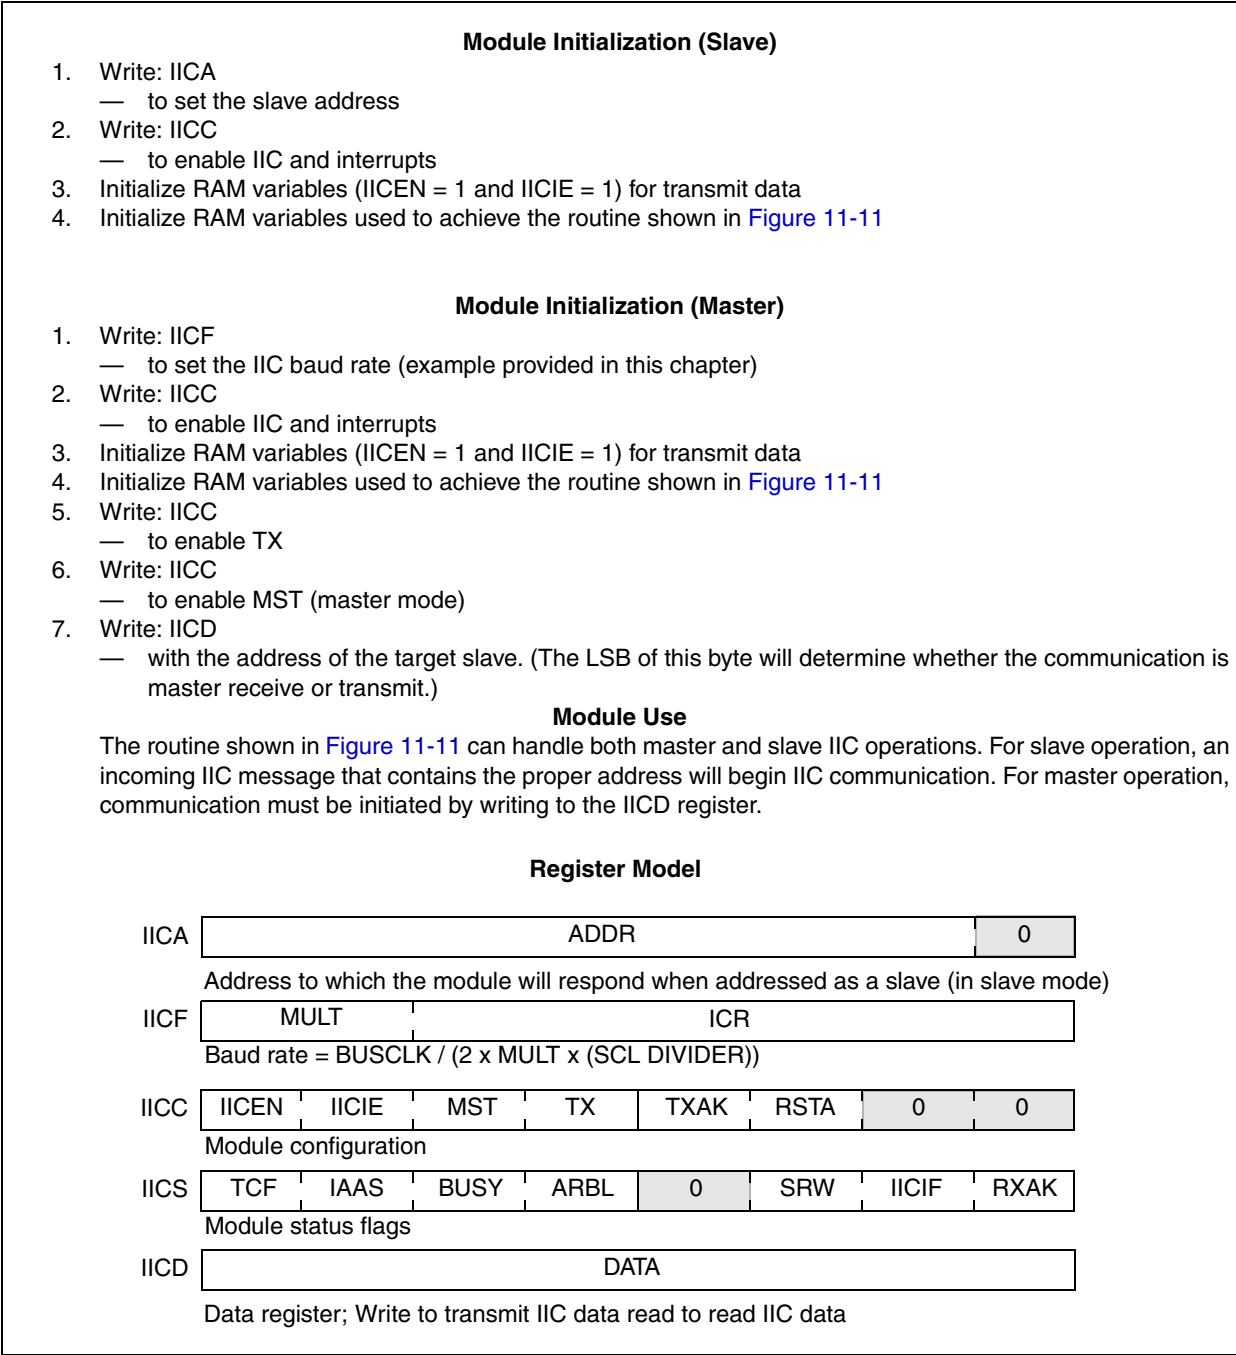 Module Initialization (Slave)
1. Write: IICA
— to set the slave address
2. Write: IICC
— to enable IIC and interrupts
3. Initialize RAM variables (IICEN = 1 and IICIE = 1) for transmit data
4. Initialize RAM variables used to achieve the routine shown in Figure 11-11
Module Initialization (Master)
1. Write: IICF
— to set the IIC baud rate (example provided in this chapter)
2. Write: IICC
— to enable IIC and interrupts
3. Initialize RAM variables (IICEN = 1 and IICIE = 1) for transmit data
4. Initialize RAM variables used to achieve the routine shown in Figure 11-11
5. Write: IICC
— to enable TX
6. Write: IICC
— to enable MST (master mode)
7. Write: IICD
— with the address of the target slave. (The LSB of this byte will determine whether the communication is
master receive or transmit.)
Module Use
The routine shown in Figure 11-11 can handle both master and slave IIC operations. For slave operation, an
incoming IIC message that contains the proper address will begin IIC communication. For master operation,
communication must be initiated by writing to the IICD register.
Register Model
IICA ADDR 0
Address to which the module will respond when addressed as a slave (in slave mode)
IICF MULT ICR
Baud rate = BUSCLK / (2 x MULT x (SCL DIVIDER))
IICC IICEN IICIE MST TX TXAK RSTA 0 0
Module configuration
IICS TCF IAAS BUSY ARBL 0 SRW IICIF RXAK
Module status flags
IICD DATA
Data register; Write to transmit IIC data read to read IIC data